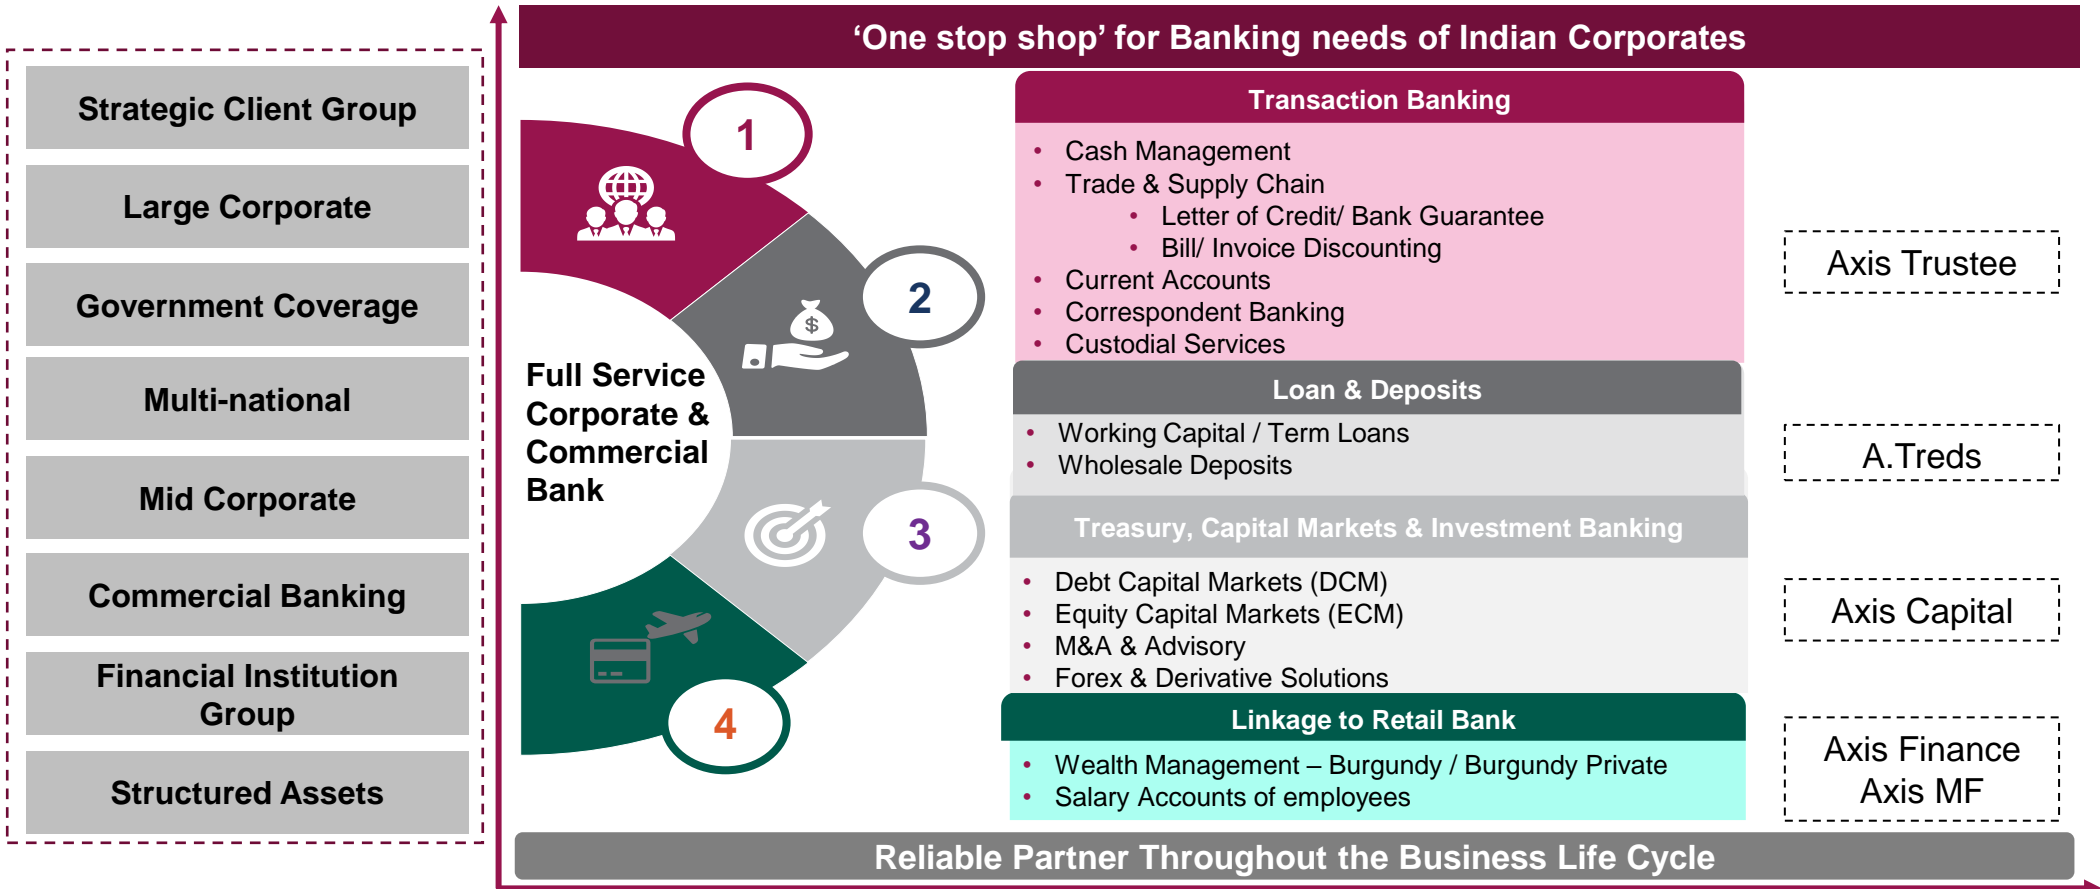 ‘One stop shop’ for Banking needs of Indian Corporates
Strategic Client Group
Large Corporate
Government Coverage
Multi-national
Mid Corporate
Commercial Banking
Financial Institution
Group
Structured Assets
Full Service
Corporate &
Commercial
Bank
1
2
$
3
4
Transaction Banking
• Cash Management
• Trade & Supply Chain
• Letter of Credit/ Bank Guarantee
• Bill/ Invoice Discounting
• Current Accounts
• Correspondent Banking
• Custodial Services
Loan & Deposits
• Working Capital / Term Loans
• Wholesale Deposits
Treasury, Capital Markets & Investment Banking
• Debt Capital Markets (DCM)
• Equity Capital Markets (ECM)
• M&A & Advisory
• Forex & Derivative Solutions
Linkage to Retail Bank
• Wealth Management – Burgundy / Burgundy Private
• Salary Accounts of employees
Axis Trustee
A.Treds
Axis Capital
Axis Finance
Axis MF
Reliable Partner Throughout the Business Life Cycle